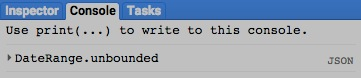 Inspector Console Tasks
Use print(...) to write to this console.
DateRange.unbounded JSON